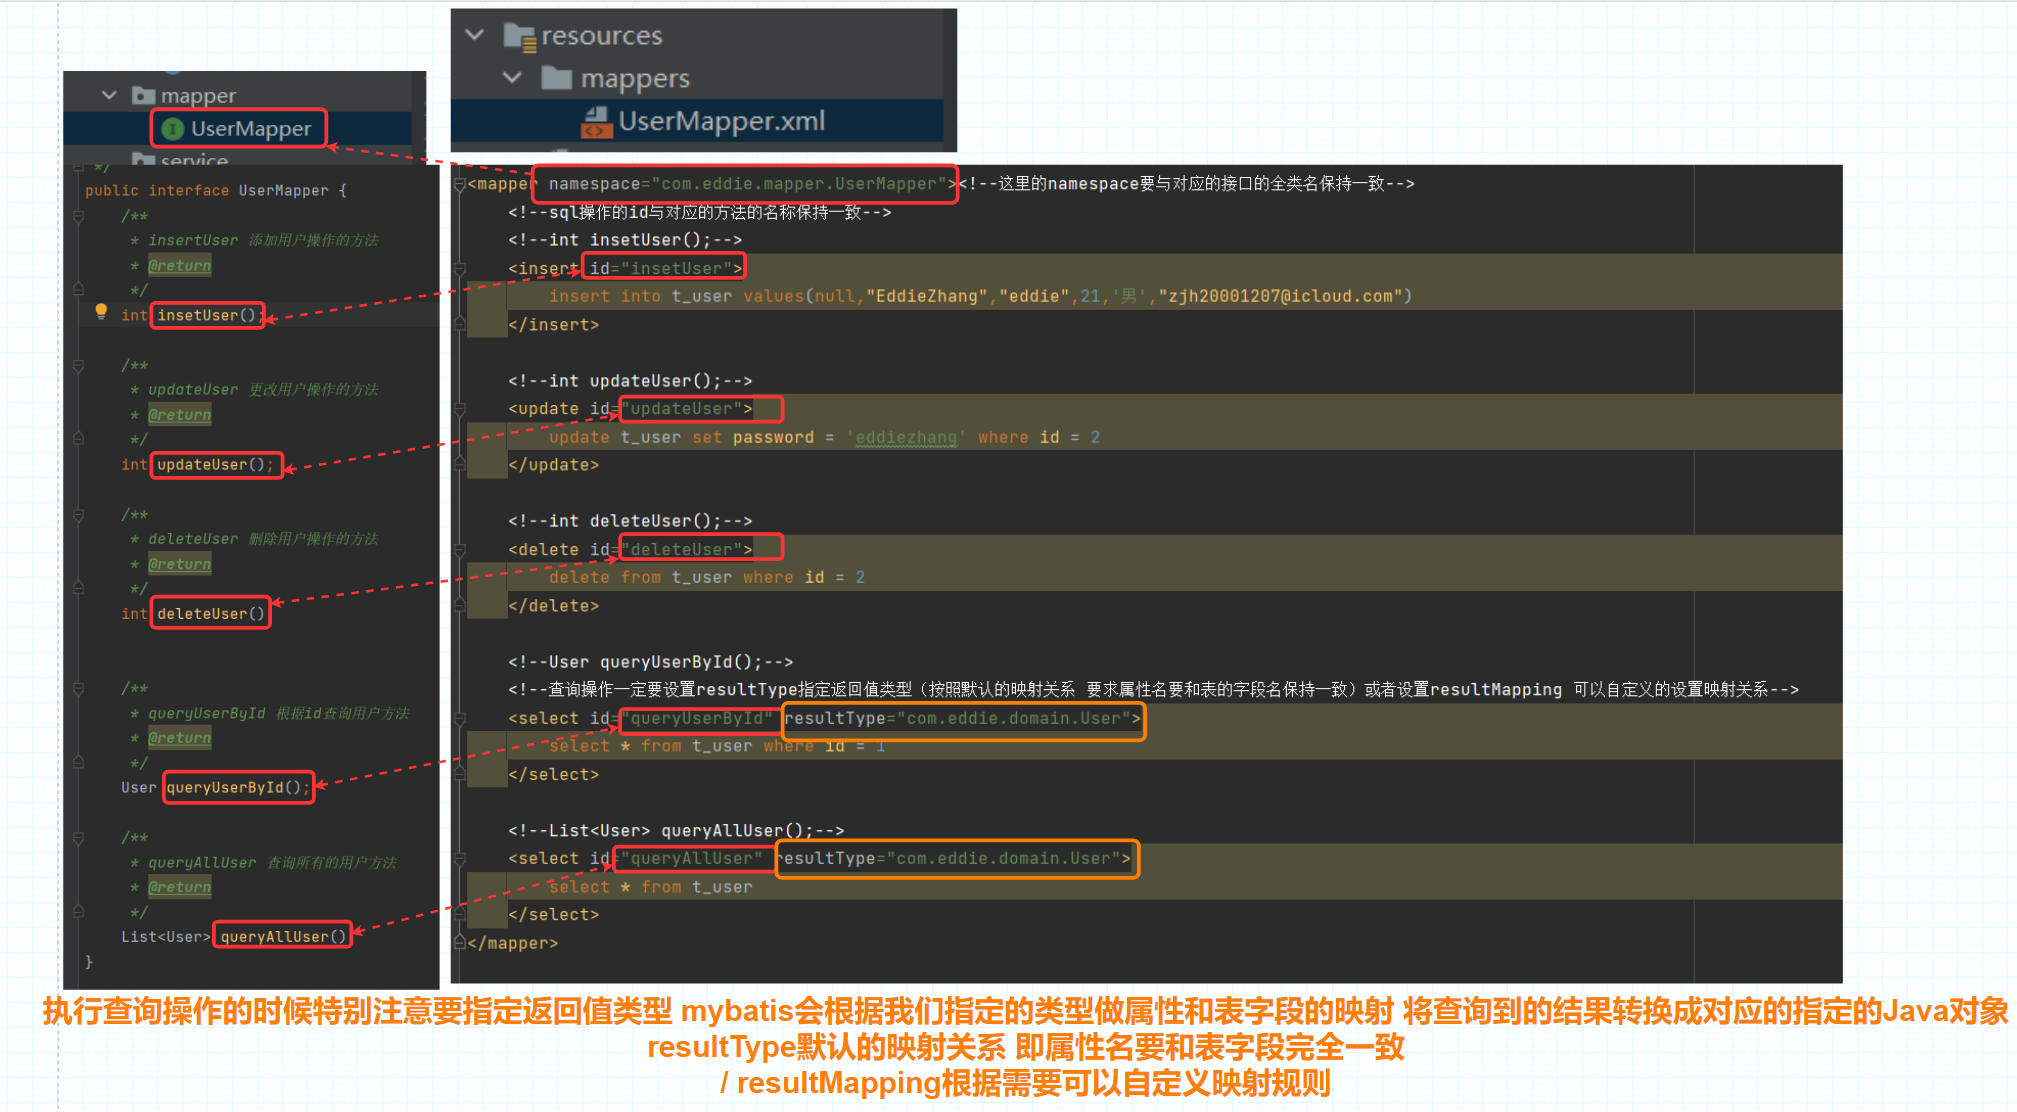 mapper
UserMapper
service
*/
public interface UserMapper {
/**
* insertUser 添加用户操作的方法
* @return
*/
int insetUser();
/**
* updateUser 更改用户操作的方法
* @return
*/
int updateUser();
/**
* deleteUser 删除用户操作的方法
* @return
*/
int deleteUser()
/**
* queryUserById 根据id查询用户方法
* @return
*/
User queryUserById();
/**
* queryAllUser 查询所有的用户方法
* @return
*/
List<User> queryAllUser()
}
resources
mappers
UserMapper.xml
<mapper namespace="com.eddie.mapper.UserMapper"><!--这里的namespace要与对应的接口的全类名保持一致-->
<!--sql操作的id与对应的方法的名称保持一致-->
<!--int insetUser();-->
<insert id="insetUser">
insert into t_user values(null,"EddieZhang","eddie",21,'男',"zjh20001207@icloud.com")
</insert>
<!--int updateUser();-->
<update id="updateUser">
update t_user set password = 'eddiezhang' where id = 2
</update>
<!--int deleteUser();-->
<delete id="deleteUser">
delete from t_user where id = 2
</delete>
<!--User queryUserById();-->
<!--查询操作一定要设置resultType指定返回值类型（按照默认的映射关系 要求属性名要和表的字段名保持一致）或者设置resultMapping 可以自定义的设置映射关系-->
<select id="queryUserById" resultType="com.eddie.domain.User">
select * from t_user where id = 1
</select>
<!--List<User> queryAllUser();-->
<select id="queryAllUser" resultType="com.eddie.domain.User">
select * from t_user
</select>
</mapper>
执行查询操作的时候特别注意要指定返回值类型 mybatis会根据我们指定的类型做属性和表字段的映射 将查询到的结果转换成对应的指定的Java对象
resultType默认的映射关系 即属性名要和表字段完全一致
/ resultMapping根据需要可以自定义映射规则